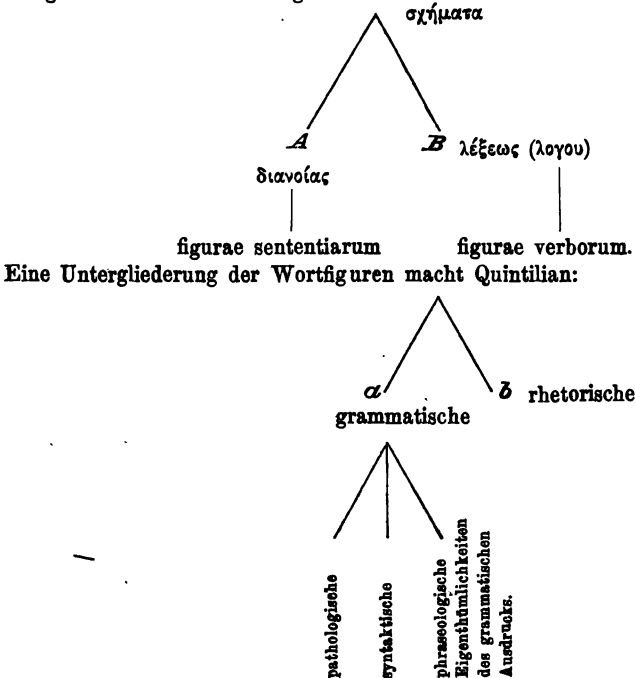 σχήματα
A
B λέξεως (λογου)
διανοίας
figurae sententiarum figurae verborum.
Eine Untergliederung der Wortfiguren macht Quintilian:
a
b rhetorische
grammatische
pathologische
syntaktische
phraseologische
Eigenthümlichkeiten
des grammatischen
Ausdrucks.